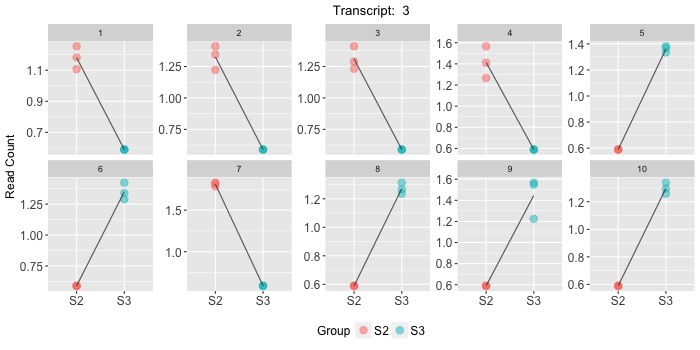 Transcript: 3
Read Count
1 2 3 4 5
1.1 0.9 0.7
1.25 1.00 0.75
1.25 1.00 0.75
1.6 1.4 1.2 1.0 0.8 0.6
1.4 1.2 1.0 0.8 0.6
6 7 8 9 10
1.25 1.00 0.75
1.5 1.0
1.2 1.0 0.8 0.6
1.6 1.4 1.2 1.0 0.8 0.6
1.2 1.0 0.8 0.6
S2 S3 S2 S3 S2 S3 S2 S3 S2 S3
Group S2 S3